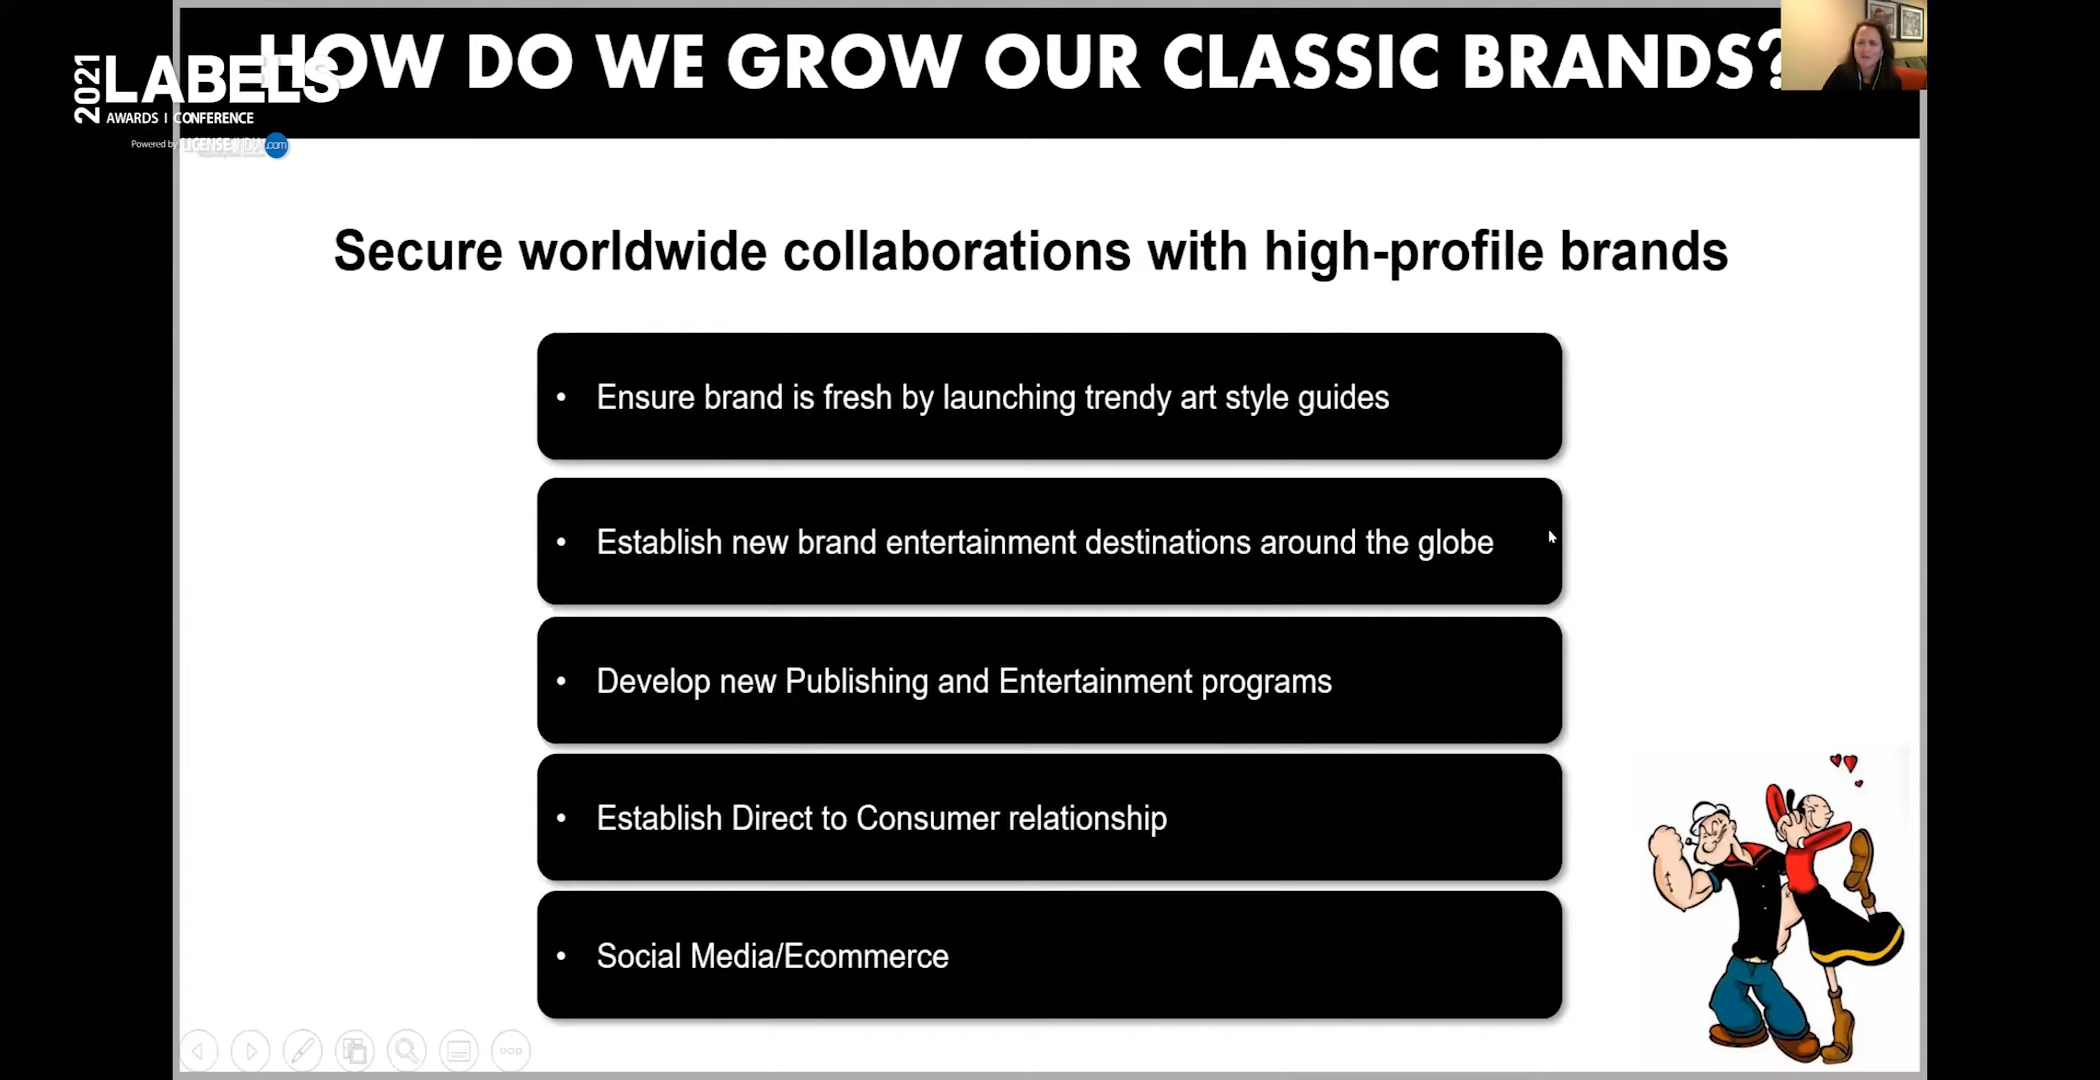 HOW DO WE GROW OUR CLASSIC BRANDS?
2021 LABELS
AWARDS | CONFERENCE
Powered by LICENSE INDIA .com
Secure worldwide collaborations with high-profile brands
• Ensure brand is fresh by launching trendy art style guides
• Establish new brand entertainment destinations around the globe
• Develop new Publishing and Entertainment programs
• Establish Direct to Consumer relationship
• Social Media/Ecommerce